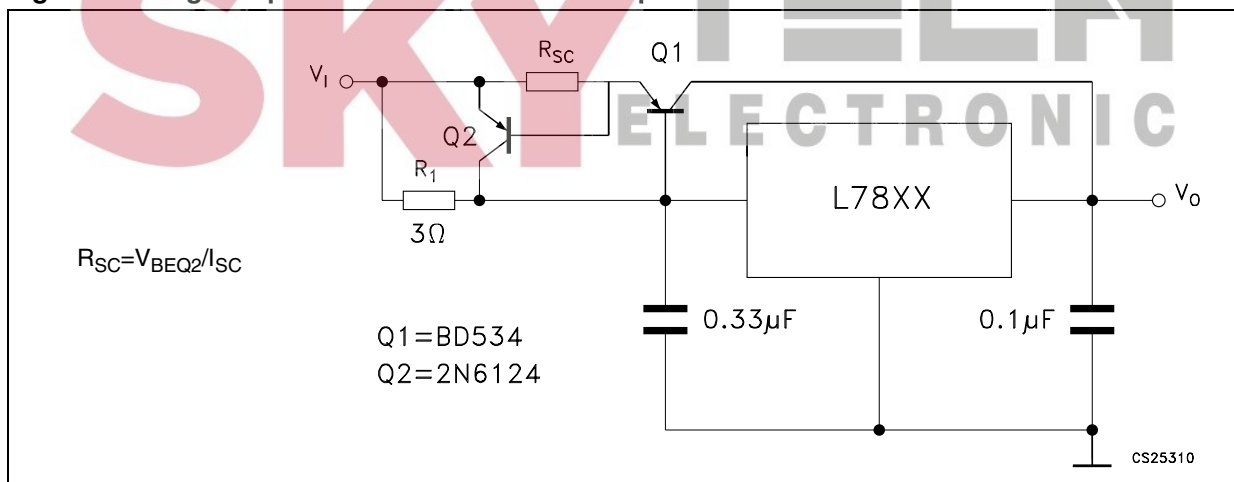 SKYTECH
ELECTRONIC
R_SC
Q1
V_I
Q2
R_1
3Ω
L78XX
V_O
R_SC=V_BEQ2/I_SC
0.33µF
0.1µF
Q1=BD534
Q2=2N6124
CS25310